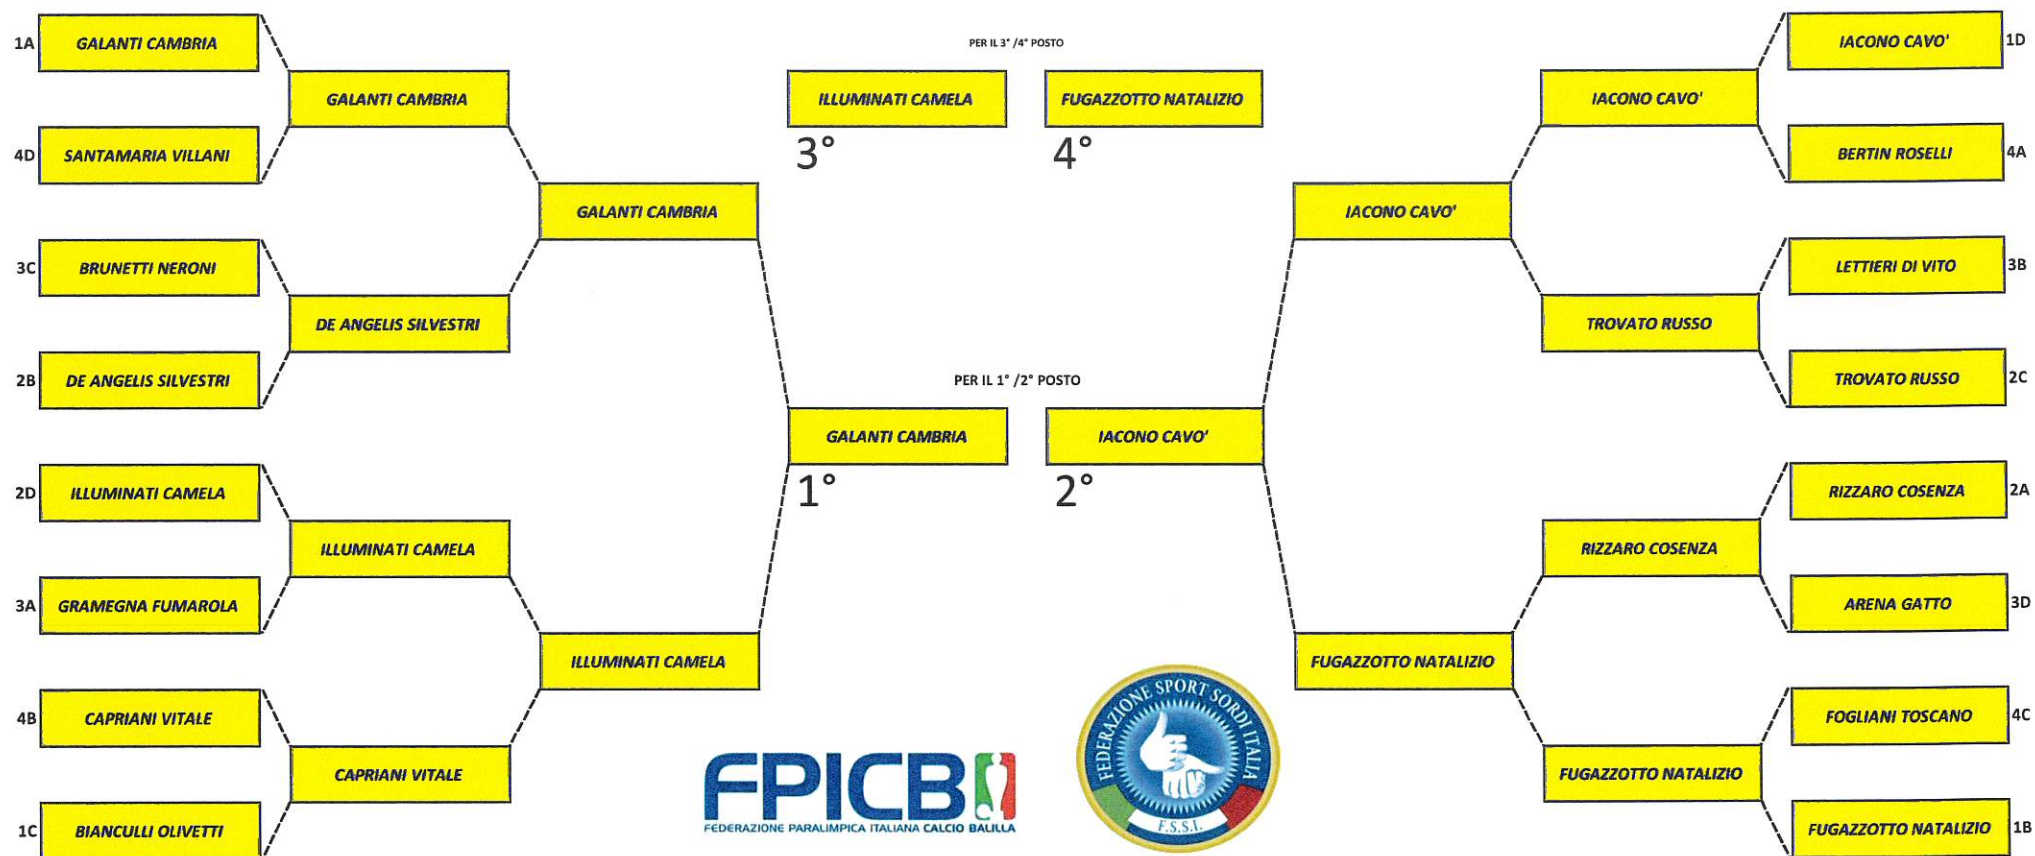 1A GALANTI CAMBRIA
4D SANTAMARIA VILLANI
3C BRUNETTI NERONI
2B DE ANGELIS SILVESTRI
2D ILLUMINATI CAMELA
3A GRAMEGNA FUMAROLA
4B CAPRIANI VITALE
1C BIANCULLI OLIVETTI
GALANTI CAMBRIA
DE ANGELIS SILVESTRI
ILLUMINATI CAMELA
CAPRIANI VITALE
GALANTI CAMBRIA
ILLUMINATI CAMELA
PER IL 3° /4° POSTO
ILLUMINATI CAMELA
FUGAZZOTTO NATALIZIO
3°
4°
PER IL 1° /2° POSTO
GALANTI CAMBRIA
IACONO CAVO'
1°
2°
IACONO CAVO'
FUGAZZOTTO NATALIZIO
IACONO CAVO'
TROVATO RUSSO
RIZZARO COSENZA
FUGAZZOTTO NATALIZIO
IACONO CAVO' 1D
BERTIN ROSELLI 4A
LETTIERI DI VITO 3B
TROVATO RUSSO 2C
RIZZARO COSENZA 2A
ARENA GATTO 3D
FOGLIANI TOSCANO 4C
FUGAZZOTTO NATALIZIO 1B
FPICB
FEDERAZIONE PARALIMPICA ITALIANA CALCIO BALILLA
FEDERAZIONE SPORT SORDI ITALIA
F.S.S.I.